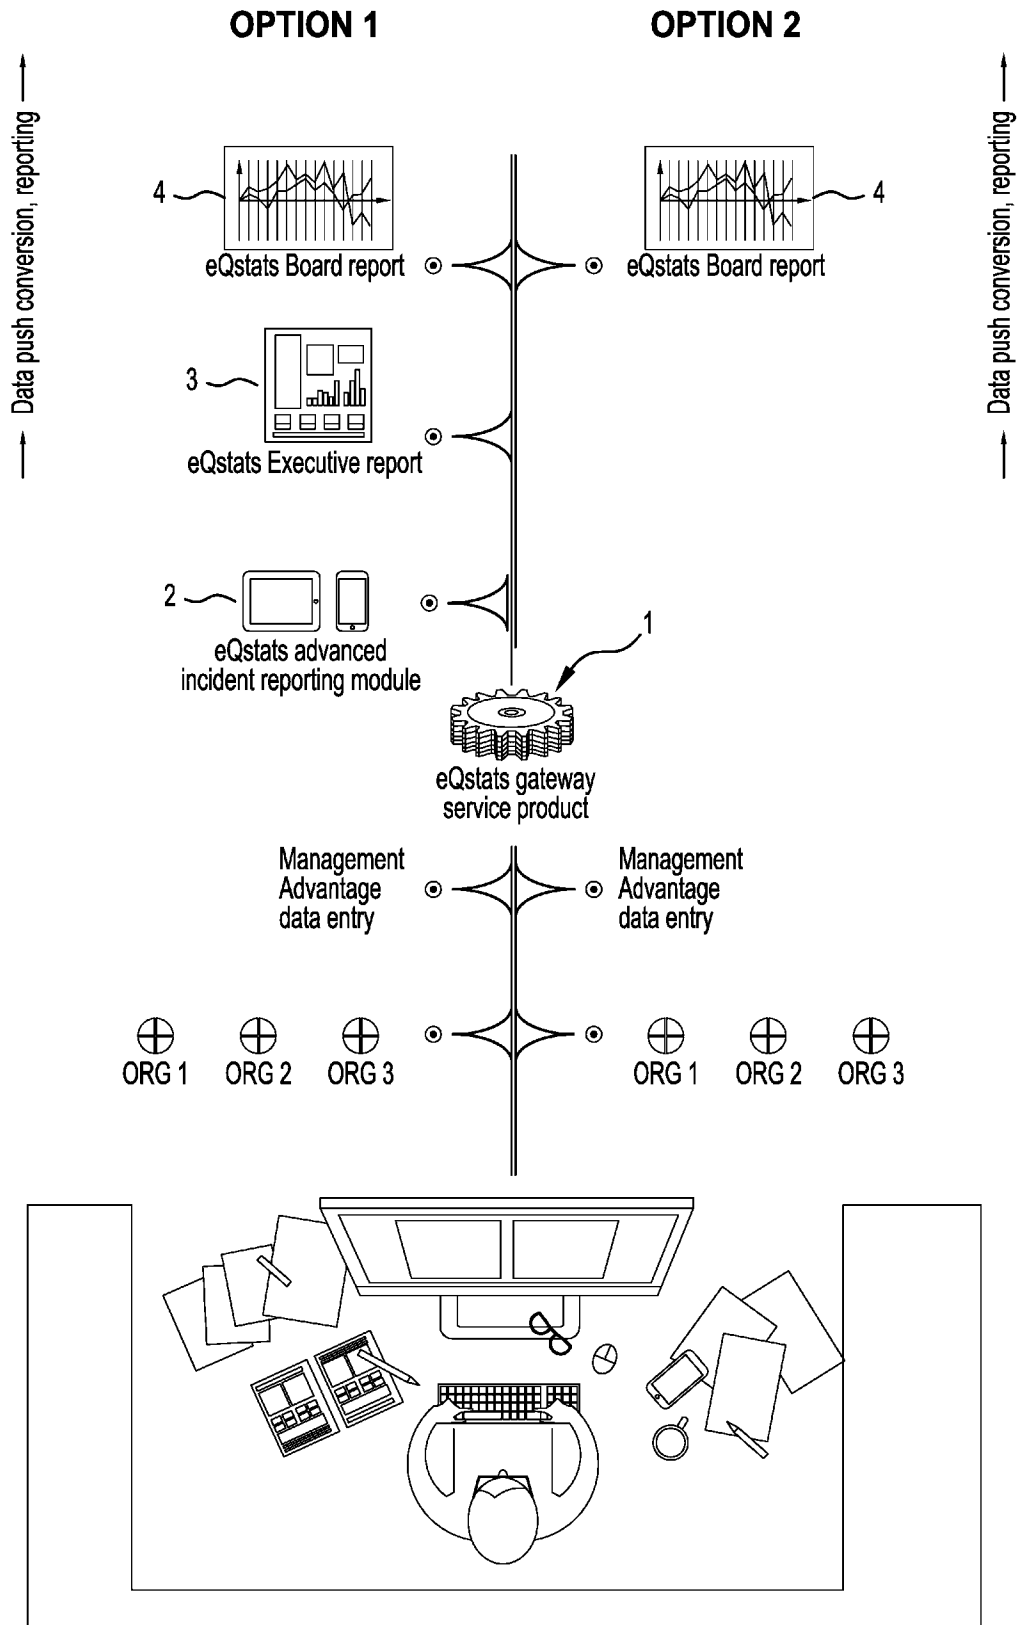 OPTION 1
OPTION 2
Data push conversion, reporting
Data push conversion, reporting
4
4
eQstats Board report
eQstats Board report
3
eQstats Executive report
2
1
eQstats advanced
incident reporting module
eQstats gateway
service product
Management
Advantage
data entry
Management
Advantage
data entry
ORG 1
ORG 2
ORG 3
ORG 1
ORG 2
ORG 3